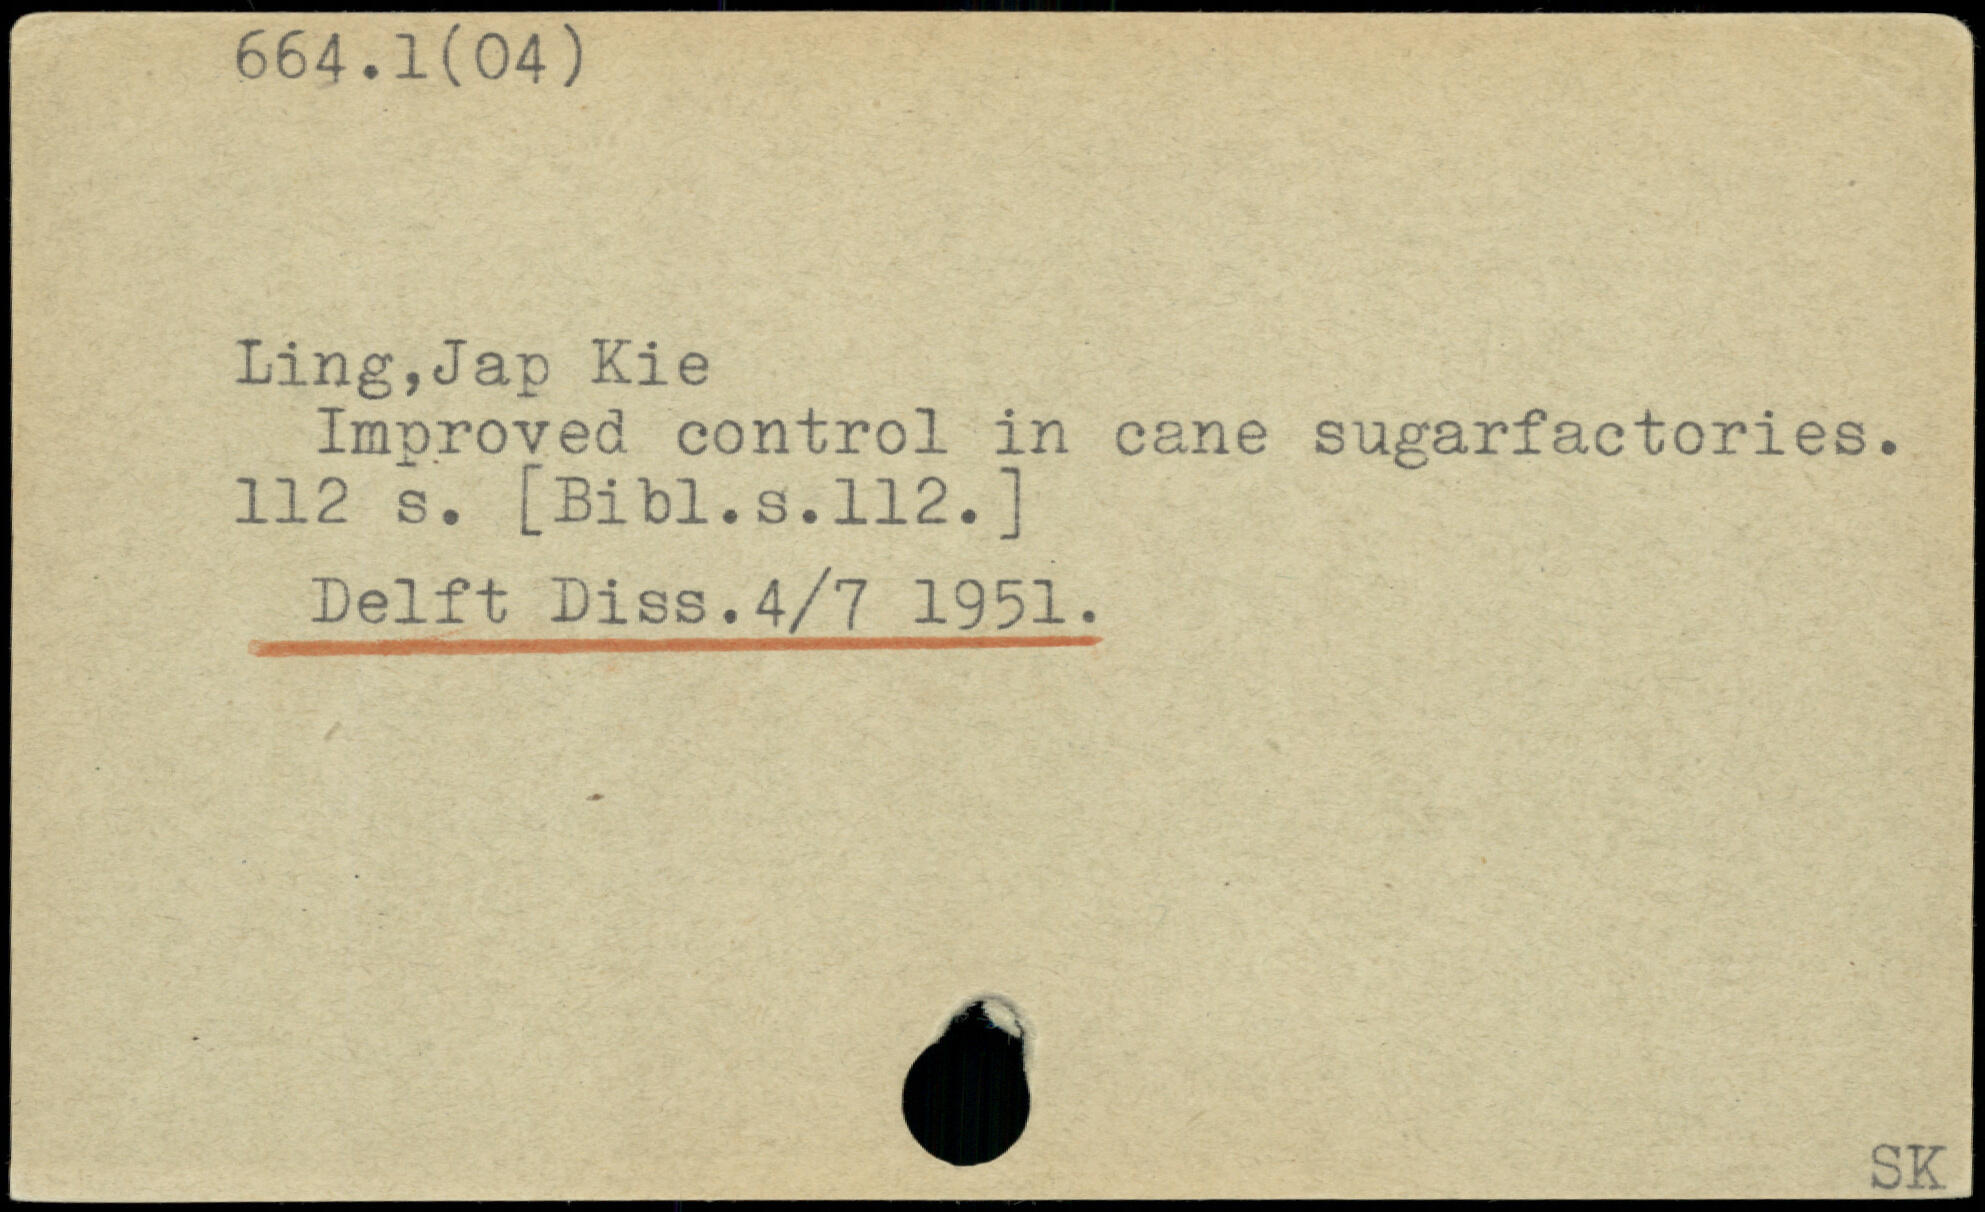 664.1(04)
Ling,Jap Kie
Improved control in cane sugarfactories.
112 s. [Bibl.s.112.]
Delft Diss.4/7 1951.
SK